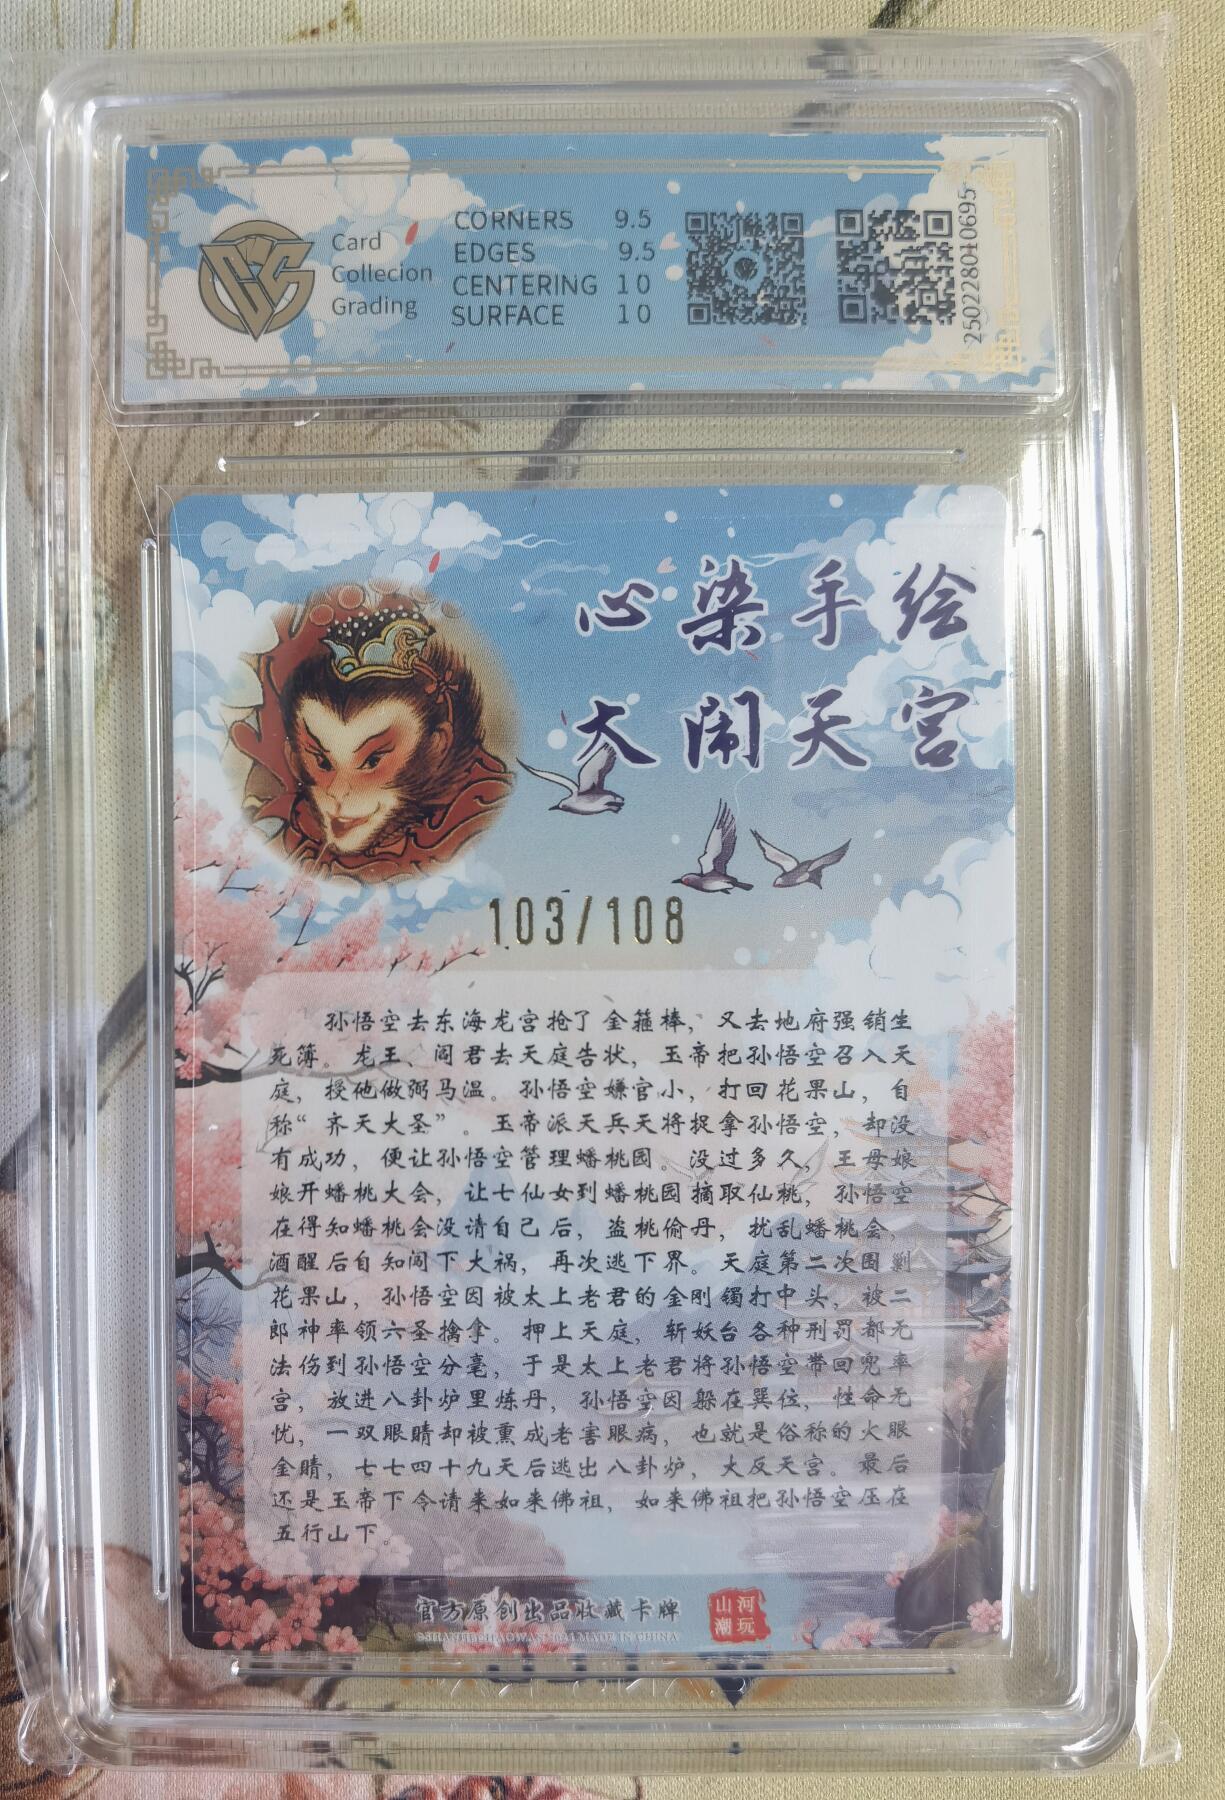 Card
Collecion
Grading
CORNERS 9.5
EDGES 9.5
CENTERING 10
SURFACE 10
250228010695
心染手绘
大闹天宫
103/108
孙悟空去东海龙宫抢了金箍棒，又去地府强销生
死簿。龙王、阎君去天庭告状，玉帝把孙悟空召入天
庭，授他做弼马温。孙悟空嫌官小，打回花果山，自
称“齐天大圣”。玉帝派天兵天将捉拿孙悟空，却没
有成功，便让孙悟空管理蟠桃园。没过多久，王母娘
娘开蟠桃大会，让七仙女到蟠桃园摘取仙桃，孙悟空
在得知蟠桃会没请自己后，盗桃偷丹，扰乱蟠桃会，
酒醒后自知闯下大祸，再次逃下界。天庭第二次围剿
花果山，孙悟空因被太上老君的金刚镯打中头，被二
郎神率领六圣擒拿。押上天庭，斩妖台各种刑罚都无
法伤到孙悟空分毫，于是太上老君将孙悟空带回兜率
宫，放进八卦炉里炼丹，孙悟空因躲在巽位，性命无
忧，一双眼睛却被熏成老害眼病，也就是俗称的火眼
金睛，七七四十九天后逃出八卦炉，大反天宫。最后
还是玉帝下令请来如来佛祖，如来佛祖把孙悟空压在
五行山下。
官方原创出品收藏卡牌
©SHANHECHAOWAN 2024 MADE IN CHINA
山河
潮玩